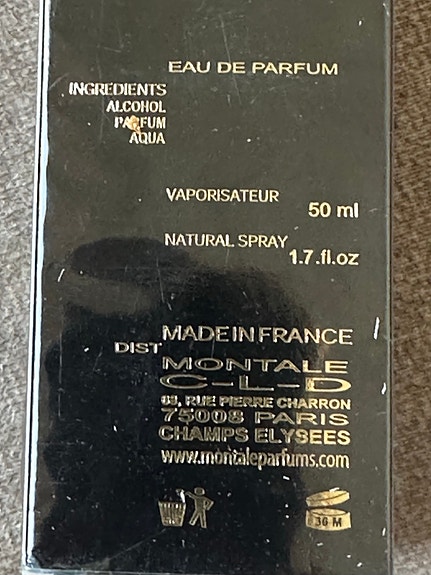 EAU DE PARFUM
INGREDIENTS
ALCOHOL
PARFUM
AQUA
VAPORISATEUR
50 ml
NATURAL SPRAY
1.7.fl.oz
MADE IN FRANCE
DIST
MONTALE
C-L-D
RUE PIERRE CHARRON
75008 PARIS
CHAMPS ELYSEES
www.montaleparfums.com
36 M